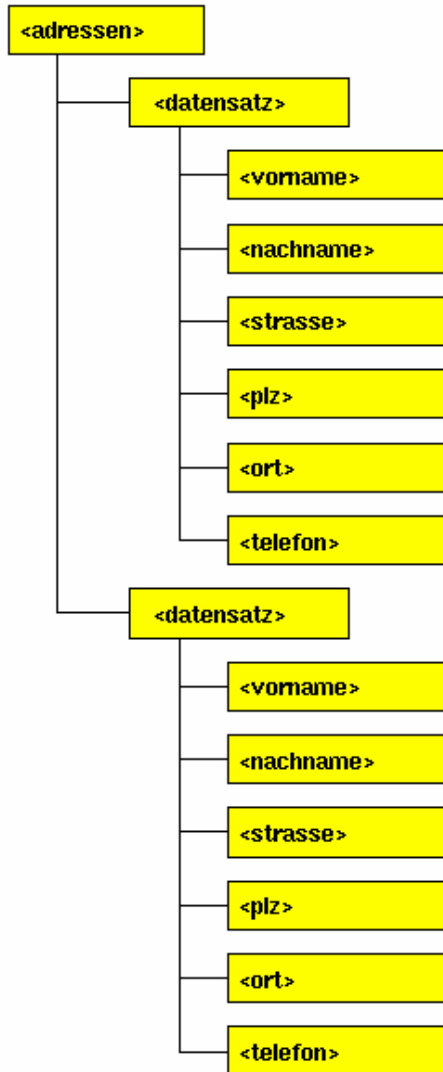 <adressen>
<datensatz>
<vorname>
<nachname>
<strasse>
<plz>
<ort>
<telefon>
<datensatz>
<vorname>
<nachname>
<strasse>
<plz>
<ort>
<telefon>